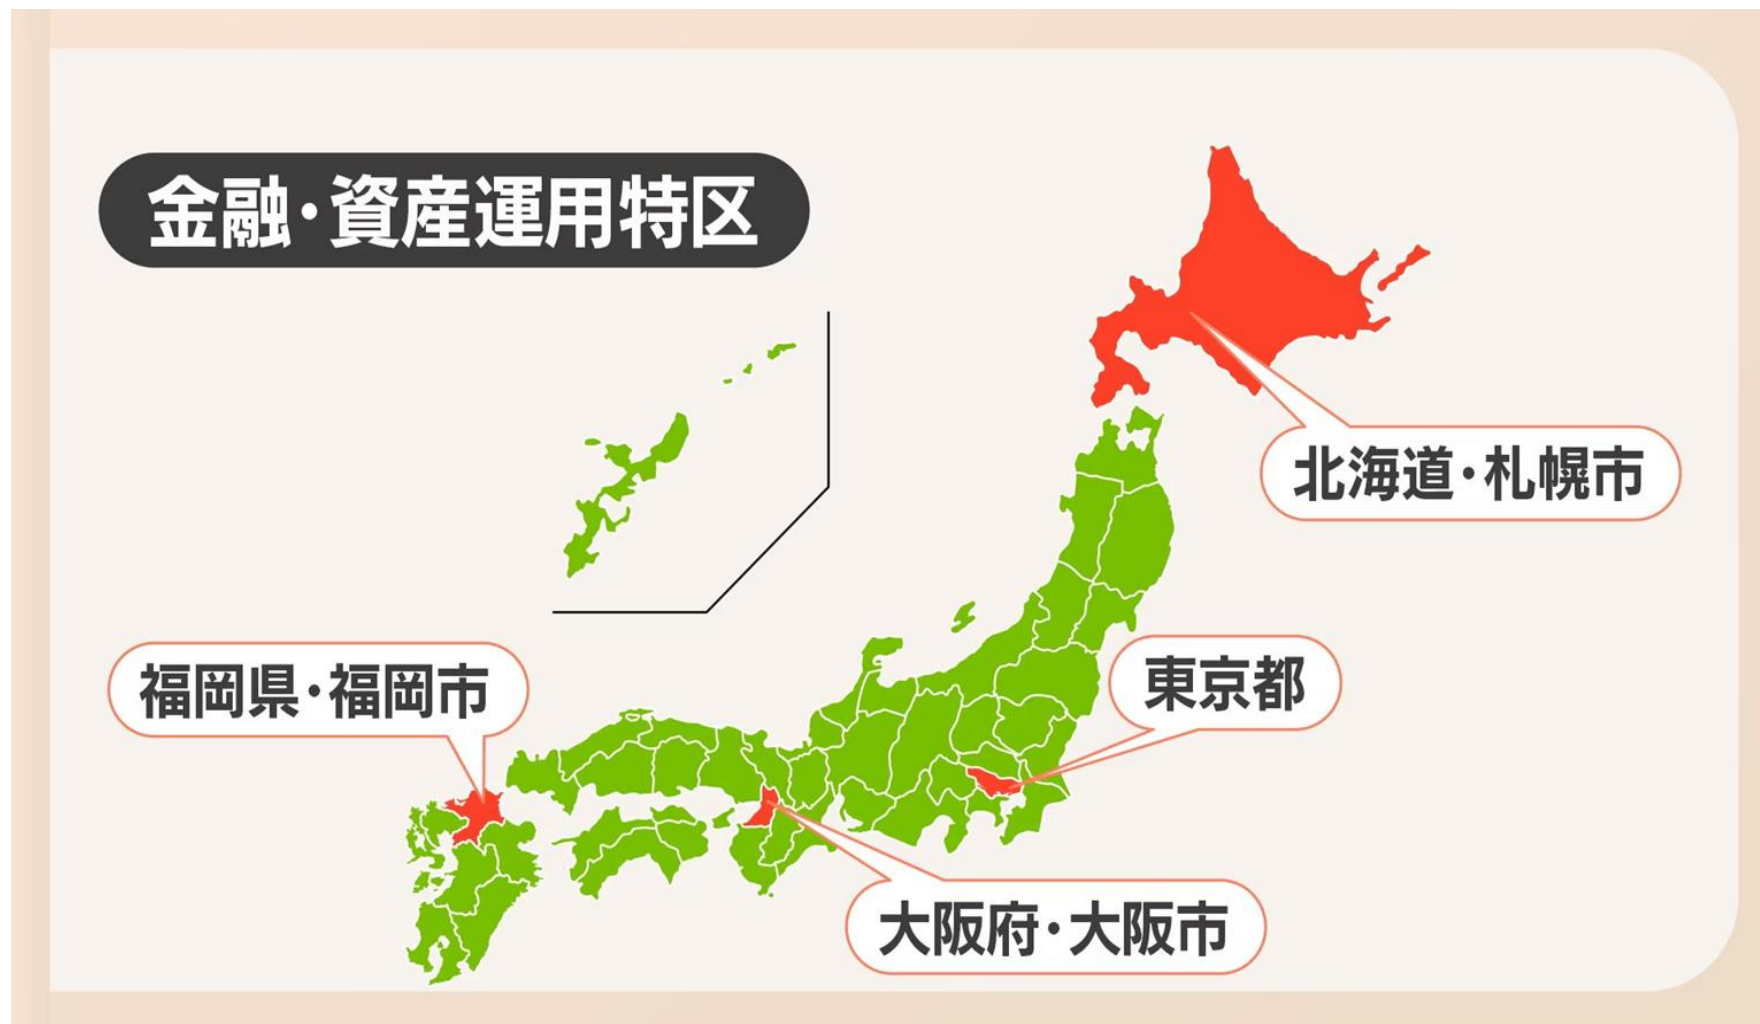 金融・資産運用特区
北海道・札幌市
福岡県・福岡市
東京都
大阪府・大阪市